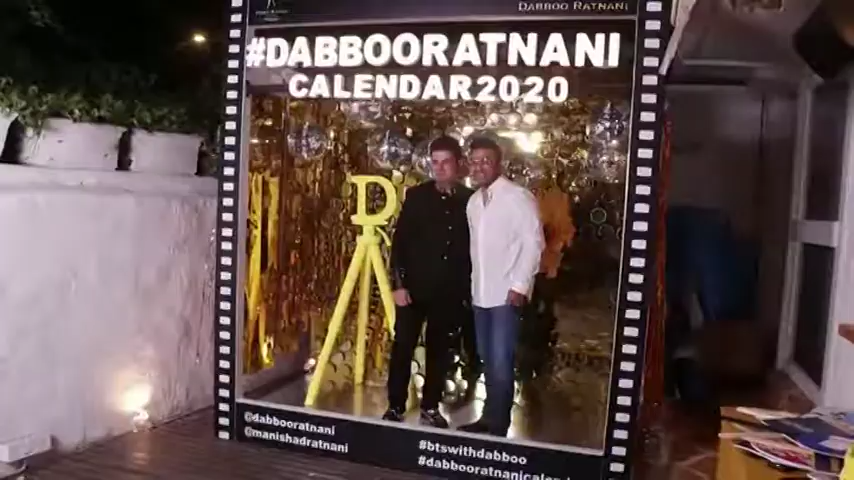 DABBOO RATNANI
#DABBOORATNANI
CALENDAR2020
D
@dabbooratnani
@manishadratnani
#btswithdabboo